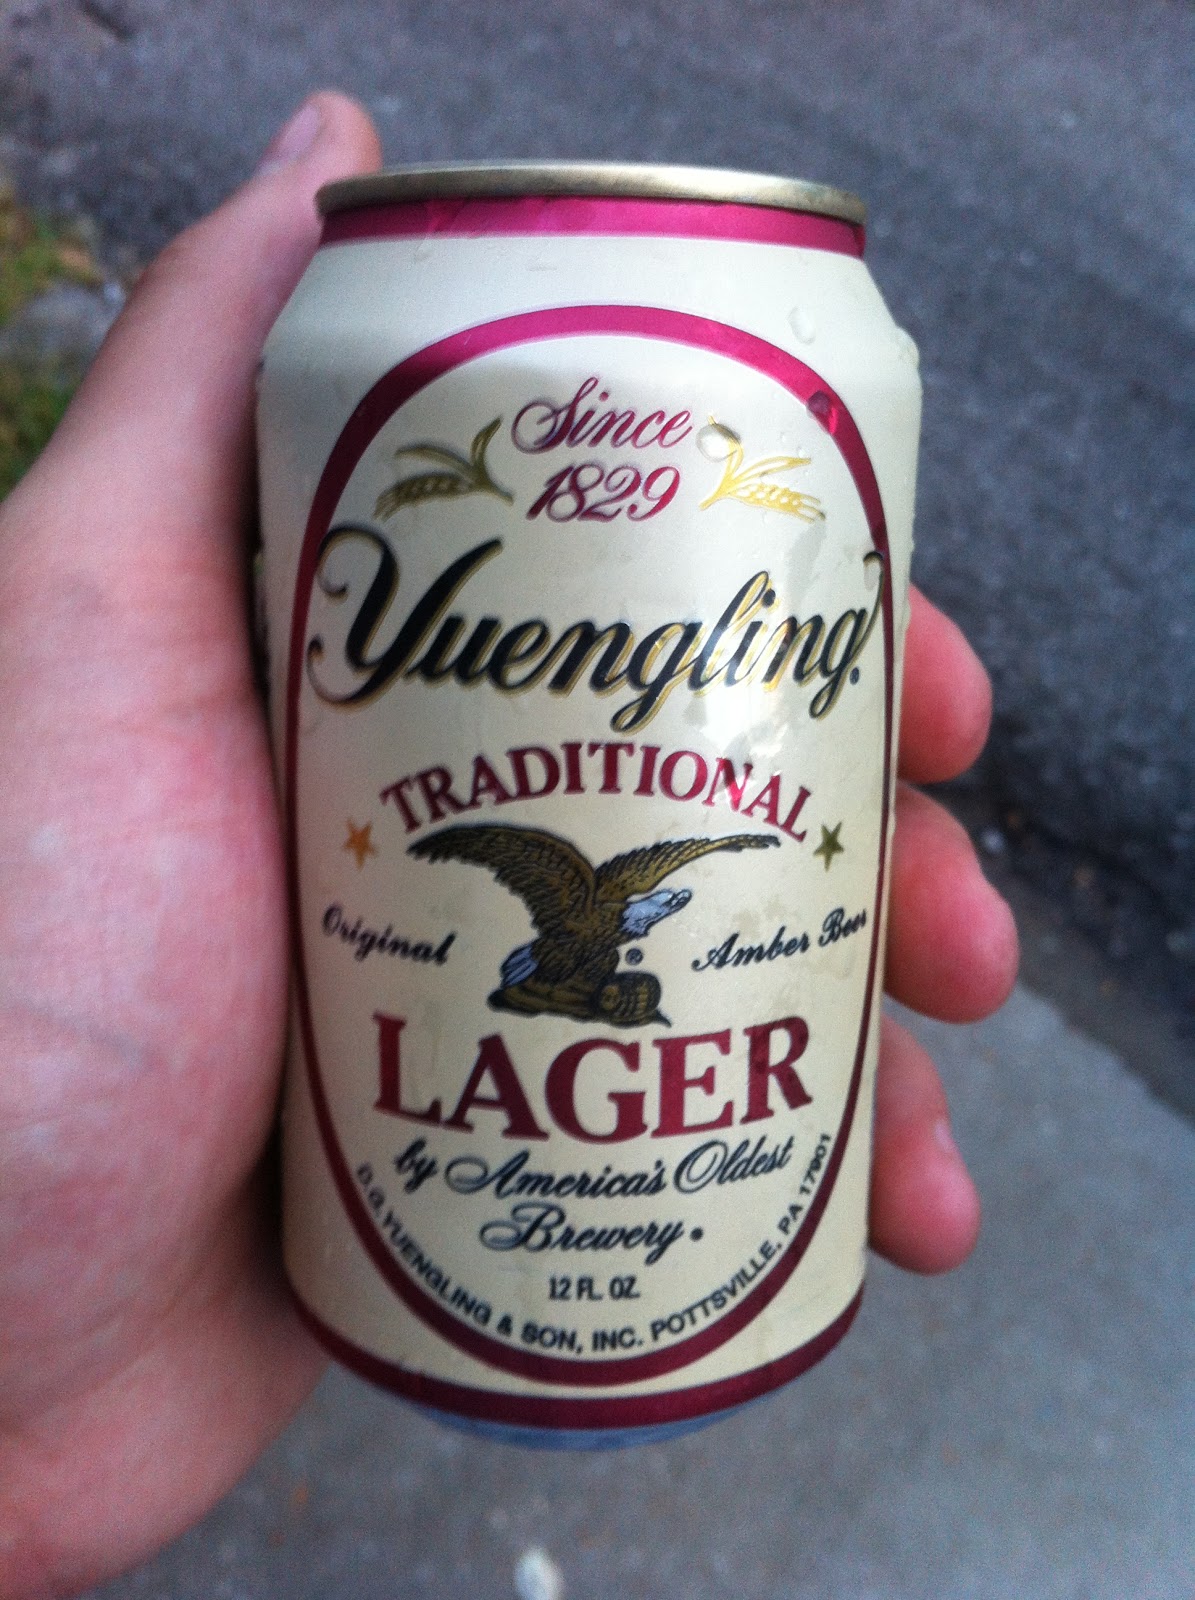 Since
1829
Yuengling®
TRADITIONAL
Original
Amber Beer
®
LAGER
by America's Oldest
Brewery •
12 FL. OZ.
D.G. YUENGLING & SON, INC. POTTSVILLE, PA 17901